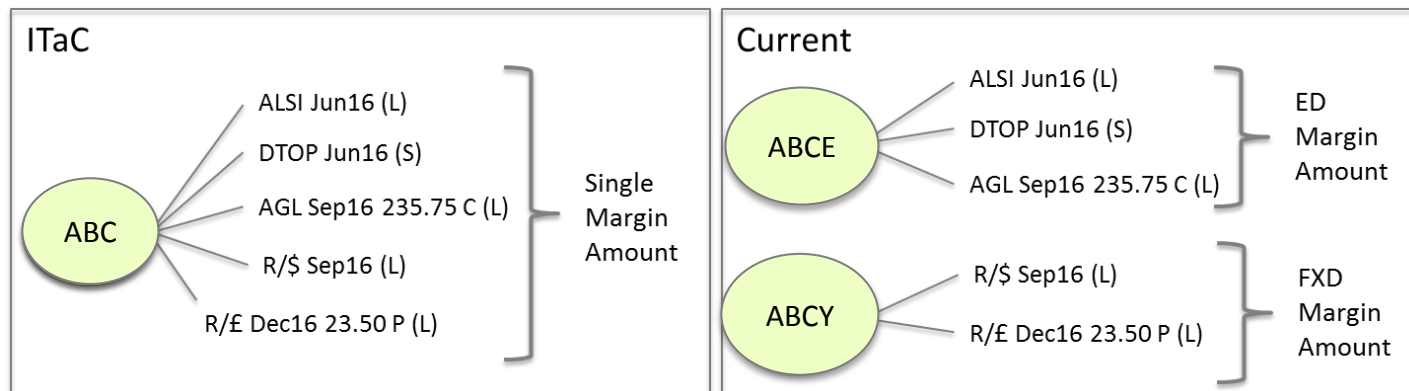 ITaC
ABC
ALSI Jun16 (L)
DTOP Jun16 (S)
AGL Sep16 235.75 C (L)
R/$ Sep16 (L)
R/£ Dec16 23.50 P (L)
Single
Margin
Amount
Current
ABCE
ALSI Jun16 (L)
DTOP Jun16 (S)
AGL Sep16 235.75 C (L)
ED
Margin
Amount
ABCY
R/$ Sep16 (L)
R/£ Dec16 23.50 P (L)
FXD
Margin
Amount